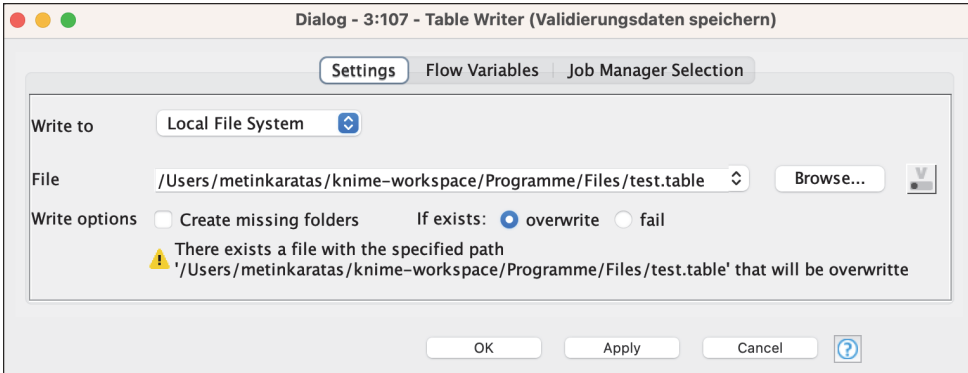 Dialog - 3:107 - Table Writer (Validierungsdaten speichern)
Settings Flow Variables Job Manager Selection
Write to Local File System
File /Users/metinkaratas/knime-workspace/Programme/Files/test.table Browse... V
Write options Create missing folders If exists: overwrite fail
There exists a file with the specified path
'/Users/metinkaratas/knime-workspace/Programme/Files/test.table' that will be overwritte
OK Apply Cancel ?